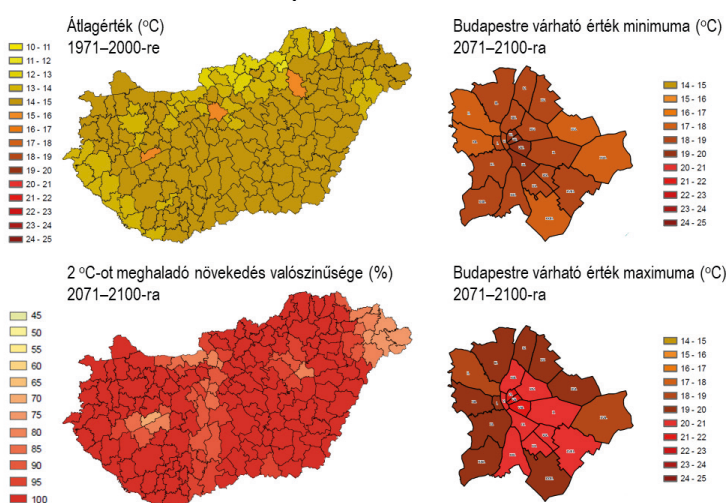 Átlagérték (°C)
1971–2000-re
10 - 11
11 - 12
12 - 13
13 - 14
14 - 15
15 - 16
16 - 17
17 - 18
18 - 19
19 - 20
20 - 21
21 - 22
22 - 23
23 - 24
24 - 25
Budapestre várható érték minimuma (°C)
2071–2100-ra
14 - 15
15 - 16
16 - 17
17 - 18
18 - 19
19 - 20
20 - 21
21 - 22
22 - 23
23 - 24
24 - 25
2 °C-ot meghaladó növekedés valószínűsége (%)
2071–2100-ra
45
50
55
60
65
70
75
80
85
90
95
100
Budapestre várható érték maximuma (°C)
2071–2100-ra
14 - 15
15 - 16
16 - 17
17 - 18
18 - 19
19 - 20
20 - 21
21 - 22
22 - 23
23 - 24
24 - 25